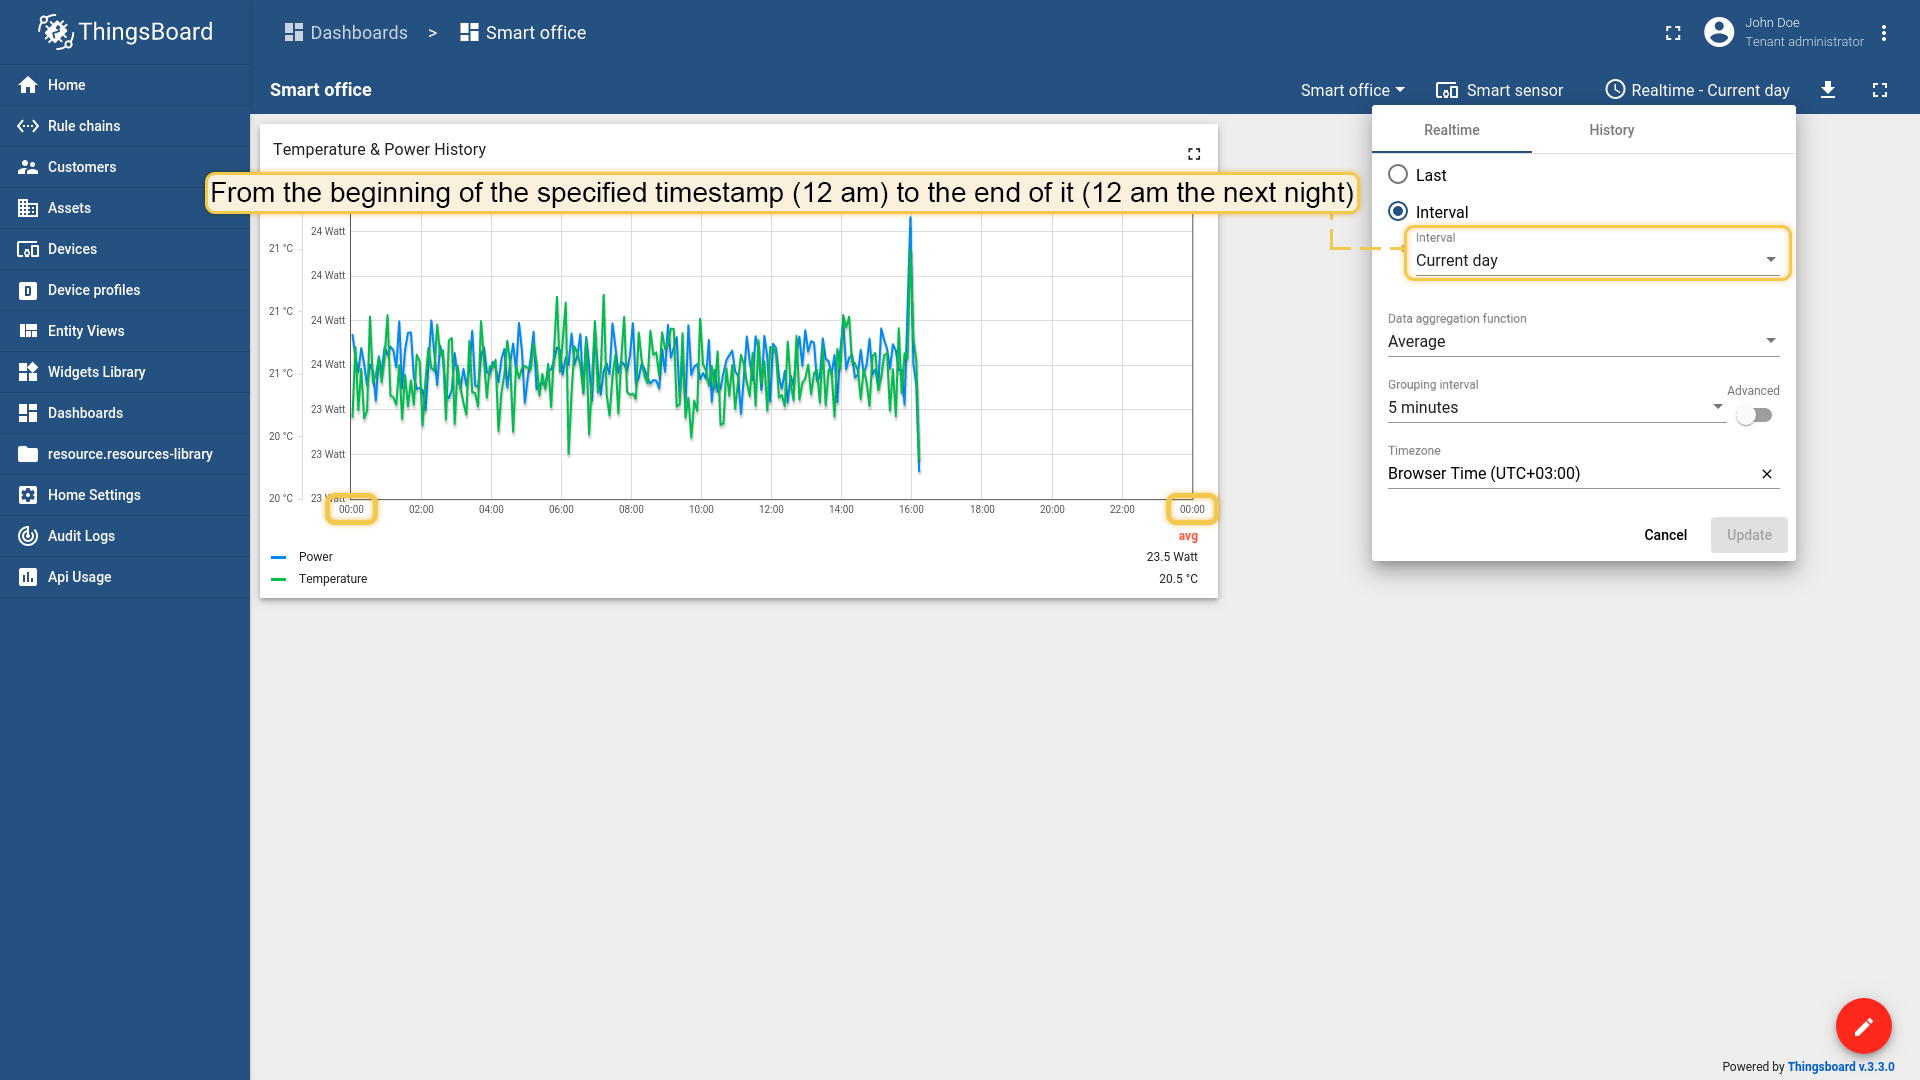 ThingsBoard
Dashboards > Smart office
John Doe
Tenant administrator
Smart office
Smart office
Smart sensor
Realtime - Current day
Home
Rule chains
Customers
Assets
Devices
Device profiles
Entity Views
Widgets Library
Dashboards
resource.resources-library
Home Settings
Audit Logs
Api Usage
Temperature & Power History
From the beginning of the specified timestamp (12 am) to the end of it (12 am the next night)
21 °C
21 °C
21 °C
20 °C
20 °C
24 Watt
24 Watt
24 Watt
24 Watt
23 Watt
23 Watt
23 Watt
00:00 02:00 04:00 06:00 08:00 10:00 12:00 14:00 16:00 18:00 20:00 22:00 00:00
avg
Power 23.5 Watt
Temperature 20.5 °C
Realtime History
Last
Interval
Interval
Current day
Data aggregation function
Average
Grouping interval
Advanced
5 minutes
Timezone
Browser Time (UTC+03:00)
Cancel Update
Powered by Thingsboard v.3.3.0